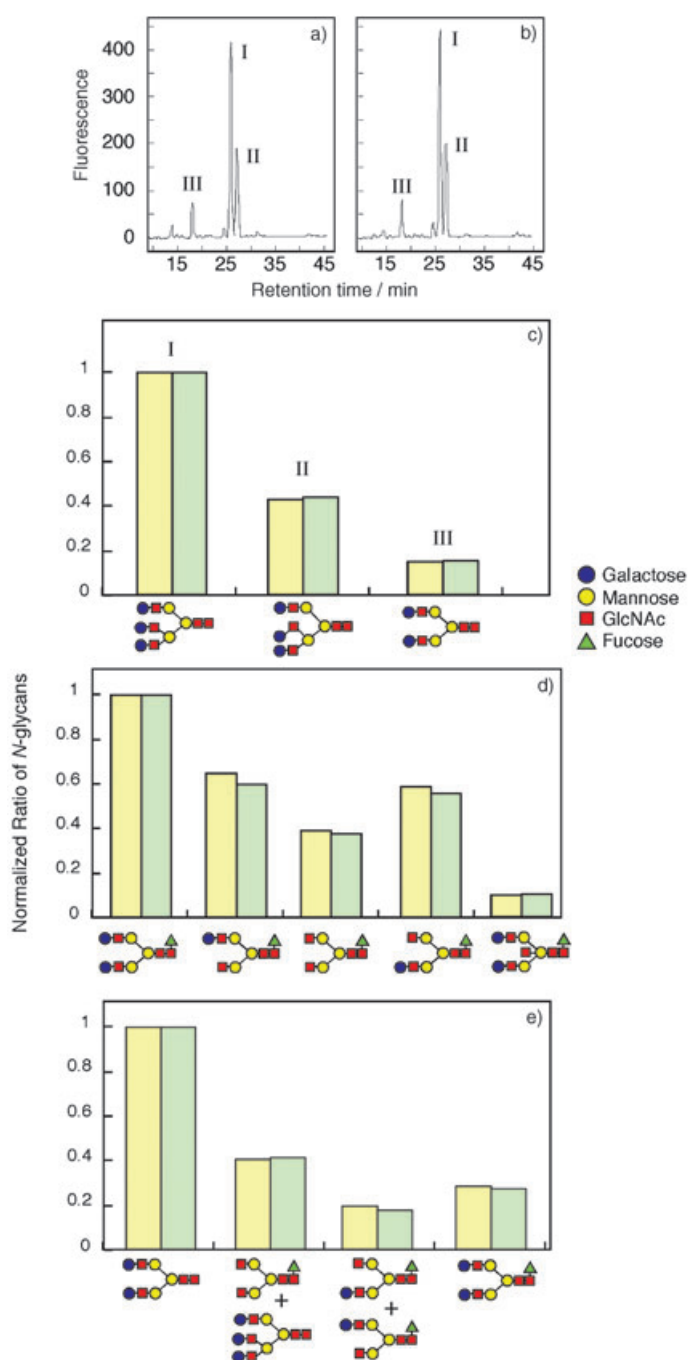 a)
b)
Fluorescence
400
300
200
100
0
I
II
III
I
II
III
15 25 35 45
15 25 35 45
Retention time / min
c)
1
0.8
0.6
0.4
0.2
0
I
II
III
Galactose
Mannose
GlcNAc
Fucose
Normalized Ratio of N-glycans
d)
1
0.8
0.6
0.4
0.2
0
e)
1
0.8
0.6
0.4
0.2
0
+
+